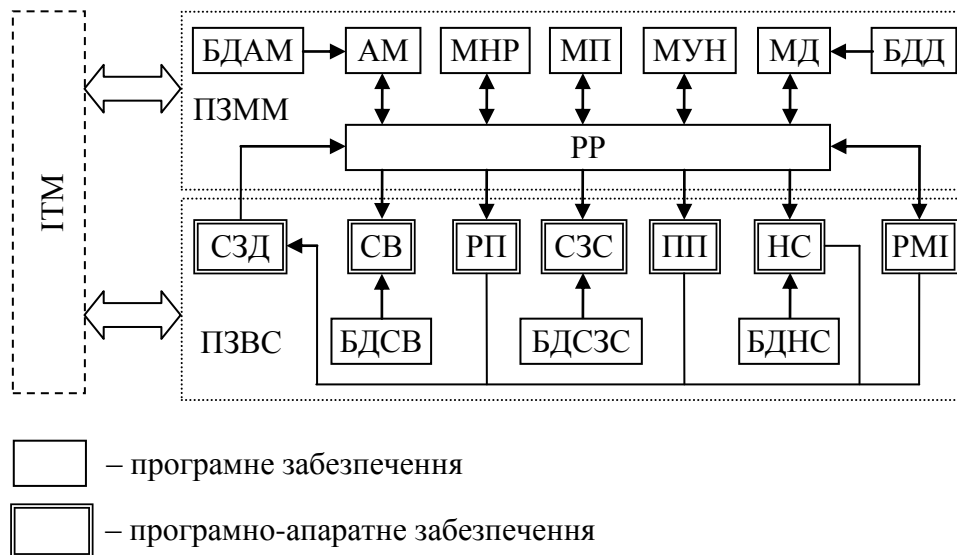 БДАМ АМ МНР МП МУН МД БДД
ПЗММ
РР
ІТМ
СЗД СВ РП СЗС ПП НС РМІ
ПЗВС
БДСВ БДСЗС БДНС
– програмне забезпечення
– програмно-апаратне забезпечення